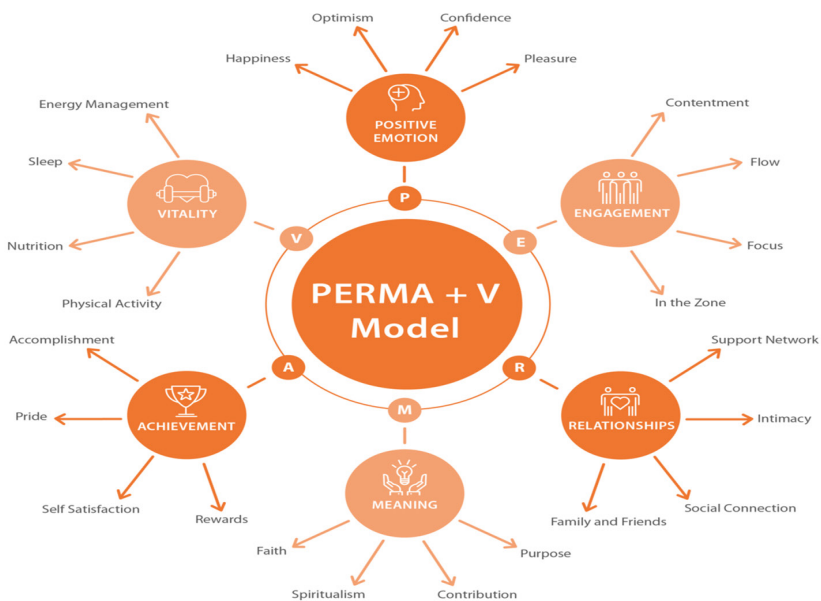 Optimism
Confidence
Happiness
Pleasure
POSITIVE
EMOTION
P
Contentment
Flow
Focus
In the Zone
ENGAGEMENT
E
Support Network
Intimacy
Social Connection
Family and Friends
RELATIONSHIPS
R
Purpose
Contribution
Spiritualism
Faith
MEANING
M
Rewards
Self Satisfaction
Pride
Accomplishment
ACHIEVEMENT
A
Physical Activity
Nutrition
Sleep
Energy Management
VITALITY
V
PERMA + V
Model